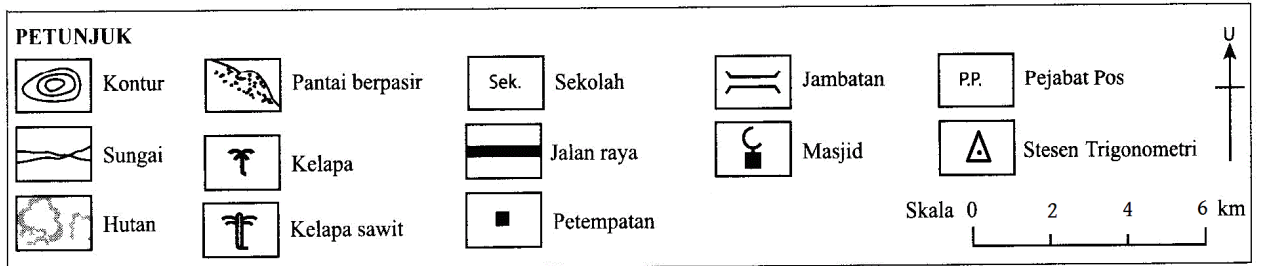 PETUNJUK
U
Kontur
Pantai berpasir
Sek. Sekolah
Jambatan
P.P. Pejabat Pos
Sungai
Kelapa
Jalan raya
Masjid
Stesen Trigonometri
Hutan
Kelapa sawit
Petempatan
Skala 0 2 4 6 km